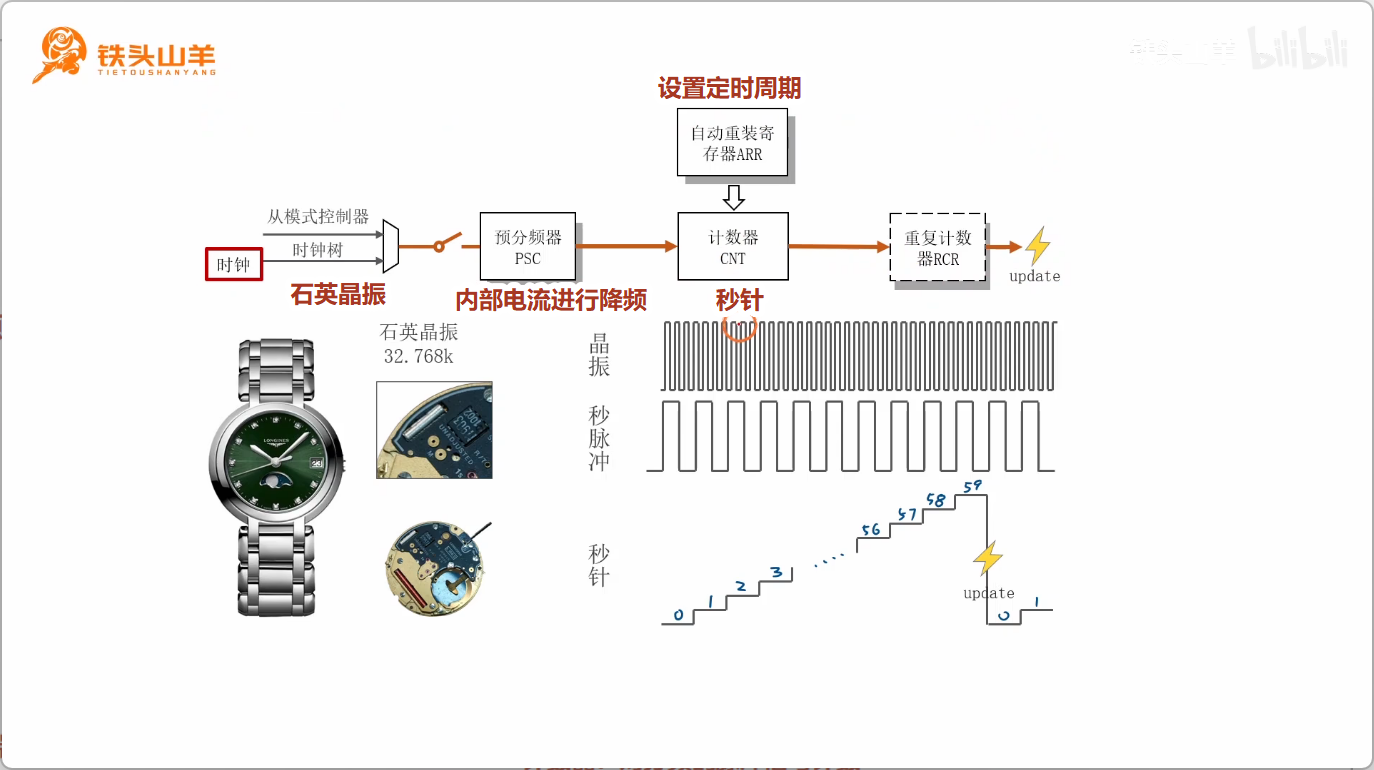 铁头山羊
TIETOUSHANYANG
bilibili
设置定时周期
自动重装寄
存器ARR
从模式控制器
时钟树
时钟
预分频器
PSC
计数器
CNT
重复计数
器RCR
update
石英晶振
内部电流进行降频
秒针
石英晶振
32.768k
晶振
秒脉冲
秒针
0
1
2
3
....
56
57
58
59
update
0
1
LONGINES